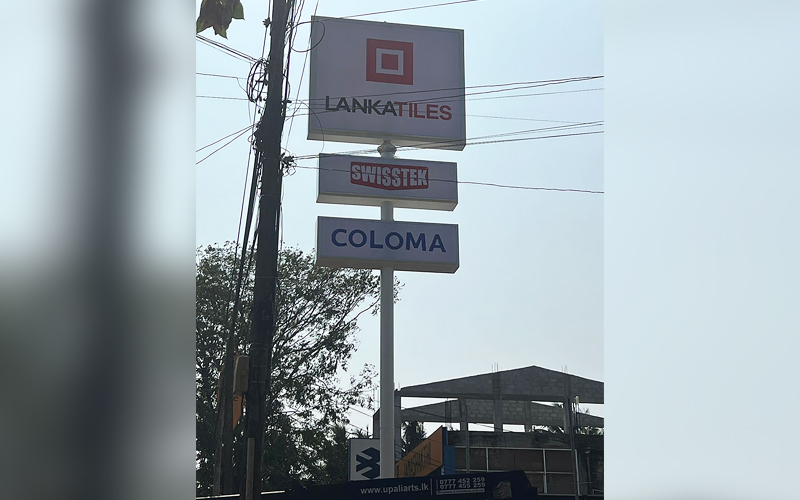 LANKATILES
SWISSTEK
COLOMA
www.upaliarts.lk
0777 452 259
0777 455 259